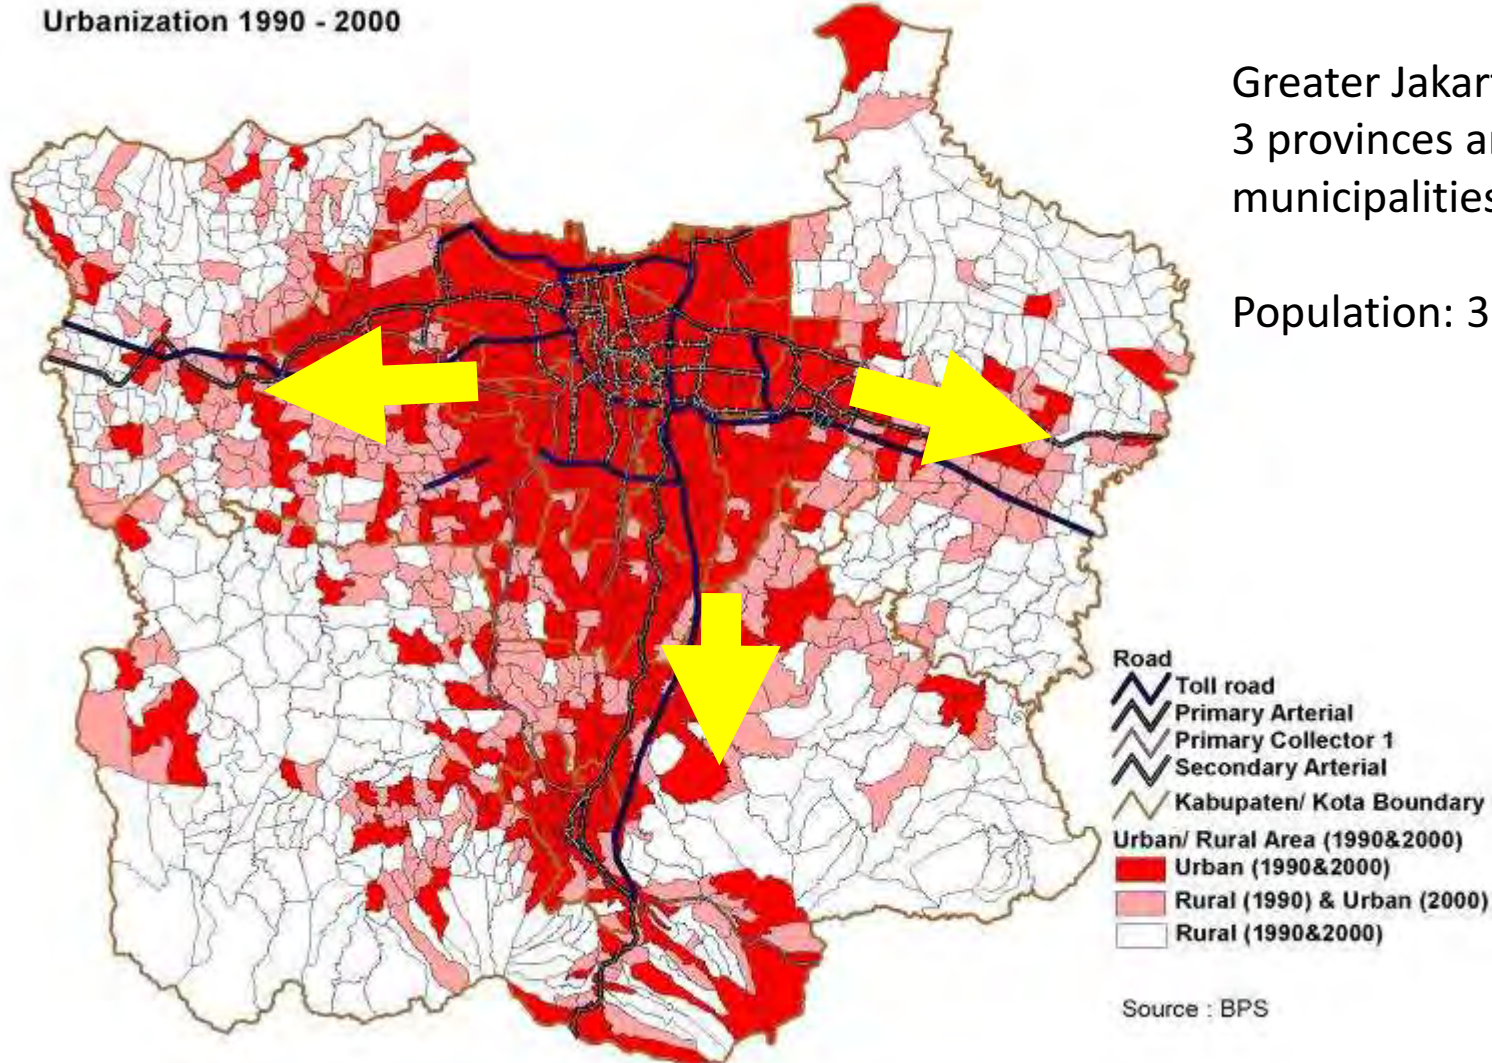 Urbanization 1990 - 2000
Greater Jakart
3 provinces a
municipalities
Population: 3
Road
Toll road
Primary Arterial
Primary Collector 1
Secondary Arterial
Kabupaten/ Kota Boundary
Urban/ Rural Area (1990&2000)
Urban (1990&2000)
Rural (1990) & Urban (2000)
Rural (1990&2000)
Source : BPS